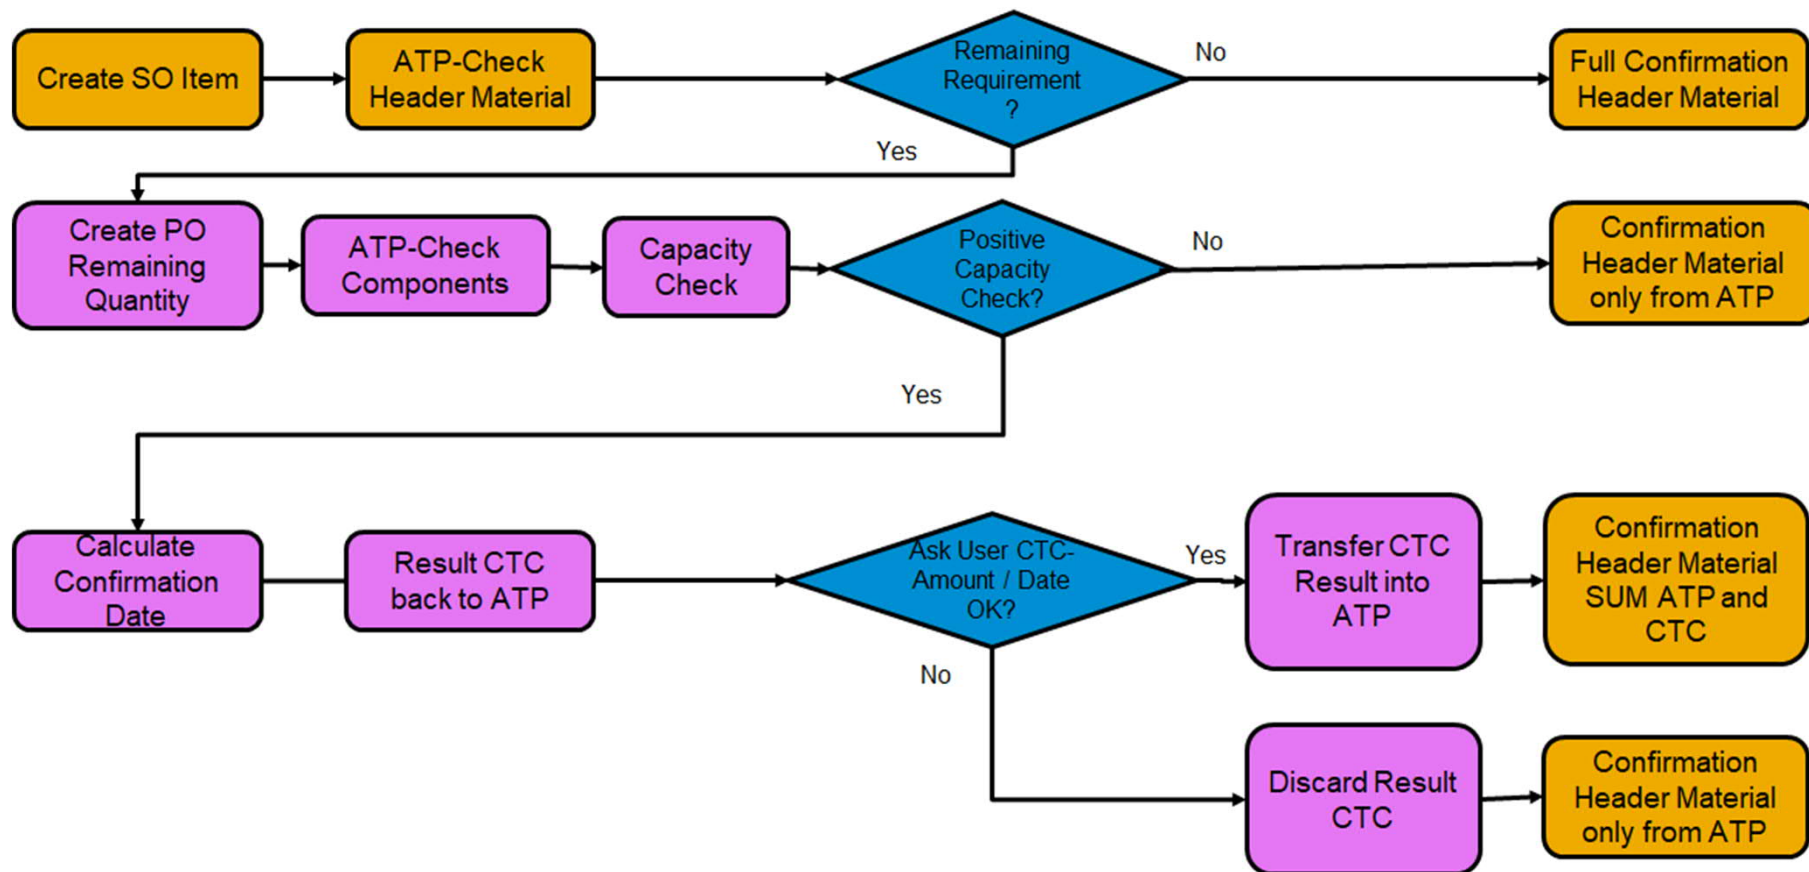 Create SO Item
ATP-Check
Header Material
Remaining
Requirement
?
No
Full Confirmation
Header Material
Yes
Create PO
Remaining
Quantity
ATP-Check
Components
Capacity
Check
Positive
Capacity
Check?
No
Confirmation
Header Material
only from ATP
Yes
Calculate
Confirmation
Date
Result CTC
back to ATP
Ask User CTC-
Amount / Date
OK?
Yes
Transfer CTC
Result into
ATP
Confirmation
Header Material
SUM ATP and
CTC
No
Discard Result
CTC
Confirmation
Header Material
only from ATP